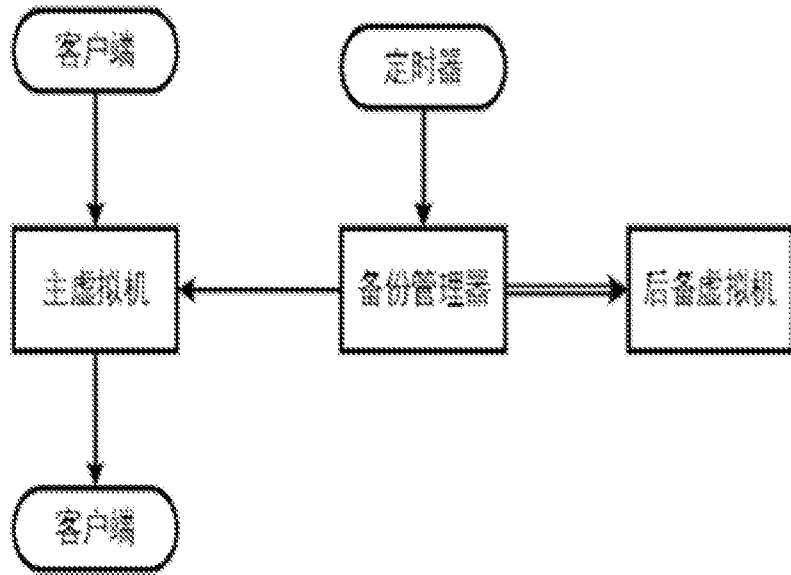 客户端
定时器
主虚拟机
备份管理器
后备虚拟机
客户端